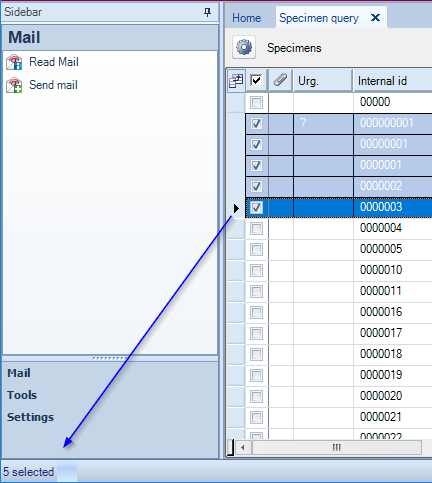 Sidebar
Mail
Read Mail
Send mail
Mail
Tools
Settings
5 selected
Home Specimen query
Specimens
Urg. Internal id
00000
? 000000001
00000001
0000001
0000002
0000003
0000004
0000005
0000010
0000011
0000016
0000017
0000018
0000019
0000020
0000021
0000022